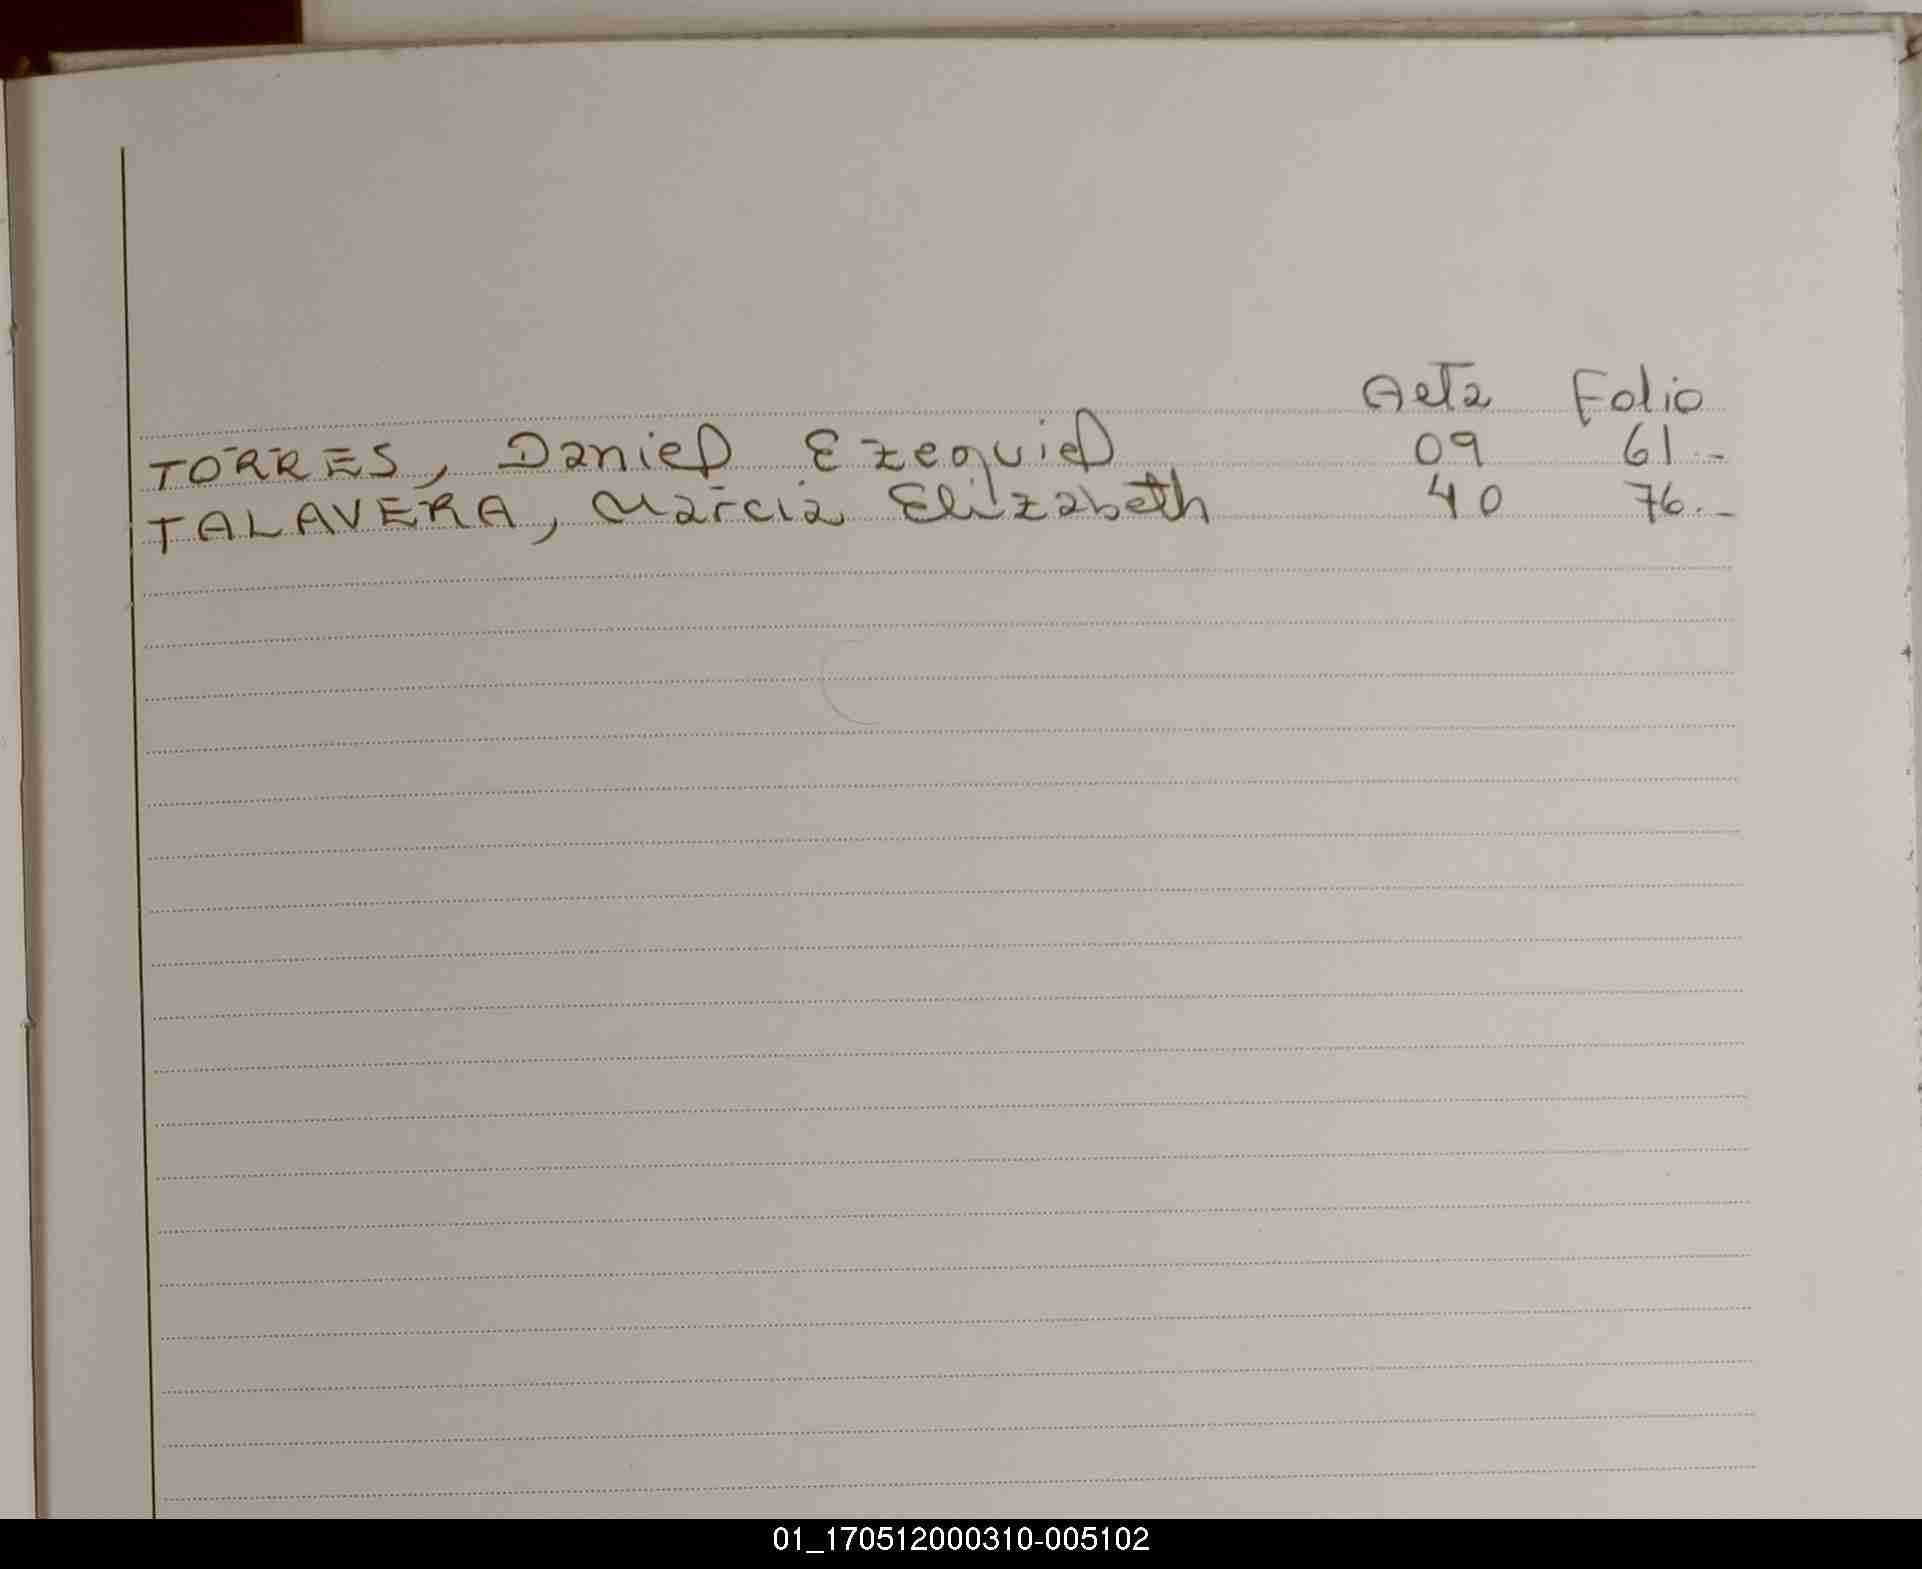 Acta Folio
TORRES, Daniel Ezequiel 09 61.-
TALAVERA, Marcia Elizabeth 40 76.-
01_170512000310-005102